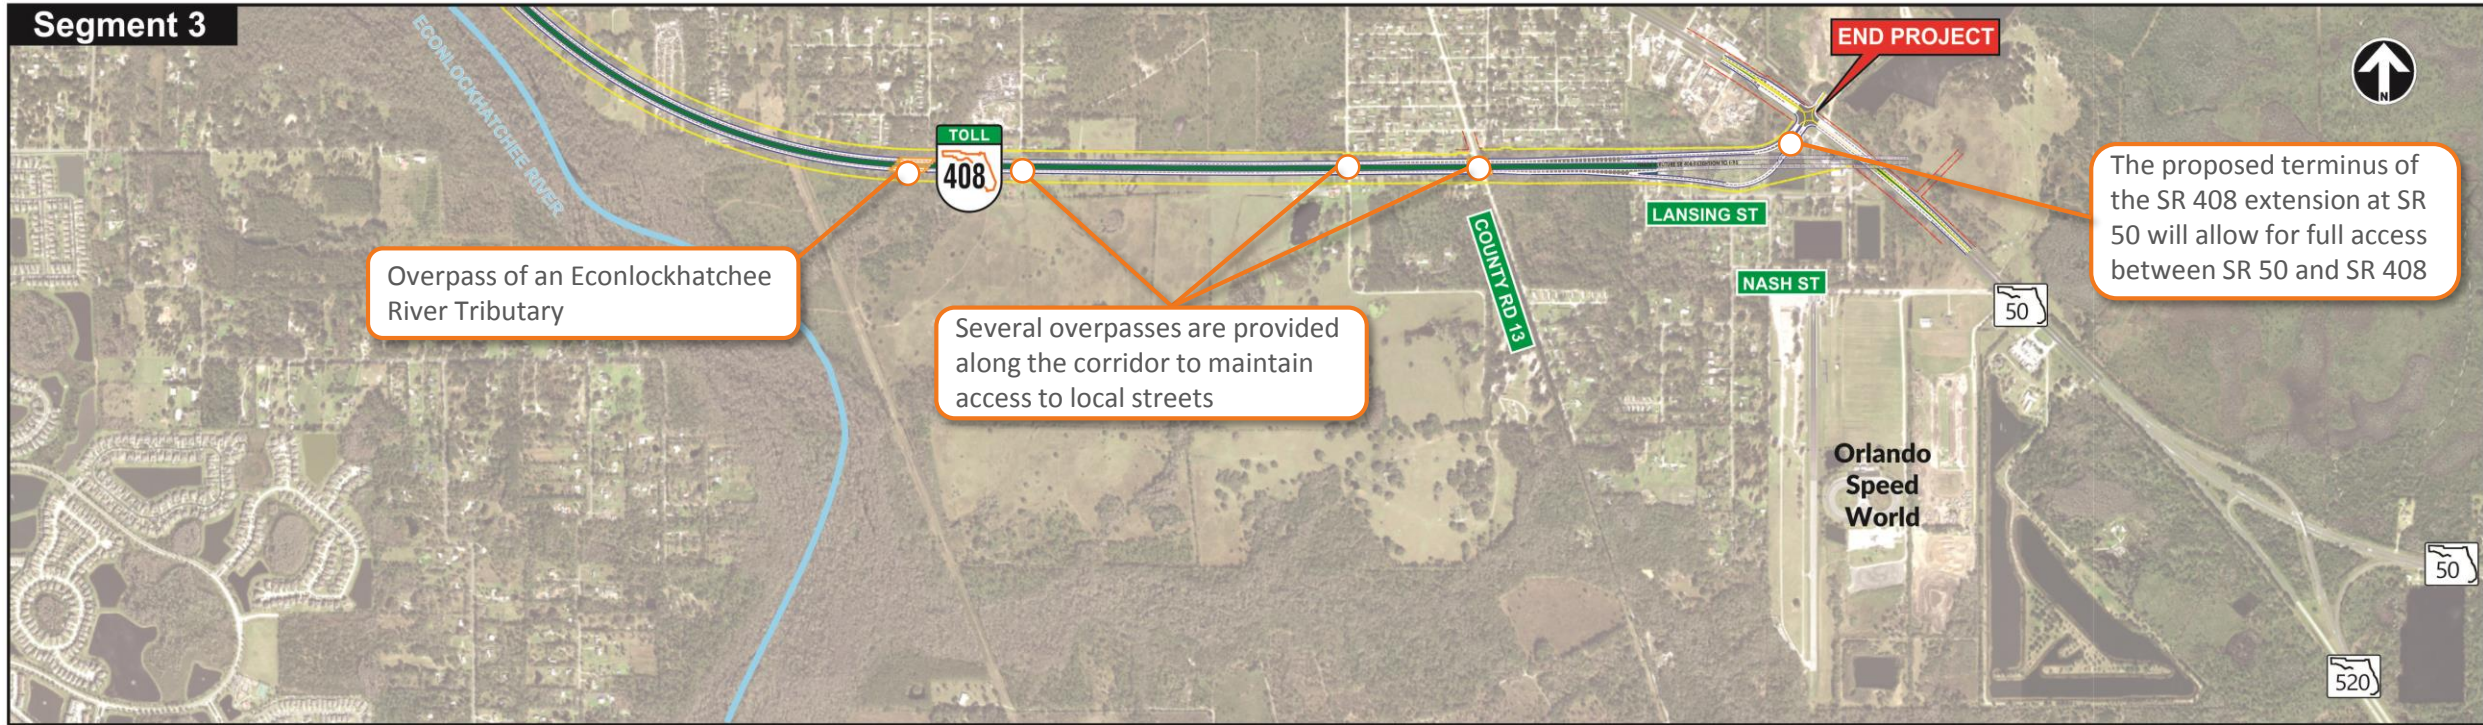 Segment 3
END PROJECT
N
ECONLOCKHATCHEE RIVER
TOLL
408
The proposed terminus of
the SR 408 extension at SR
50 will allow for full access
between SR 50 and SR 408
LANSING ST
COUNTY RD 13
Overpass of an Econlockhatchee
River Tributary
NASH ST
50
Several overpasses are provided
along the corridor to maintain
access to local streets
Orlando
Speed
World
50
520